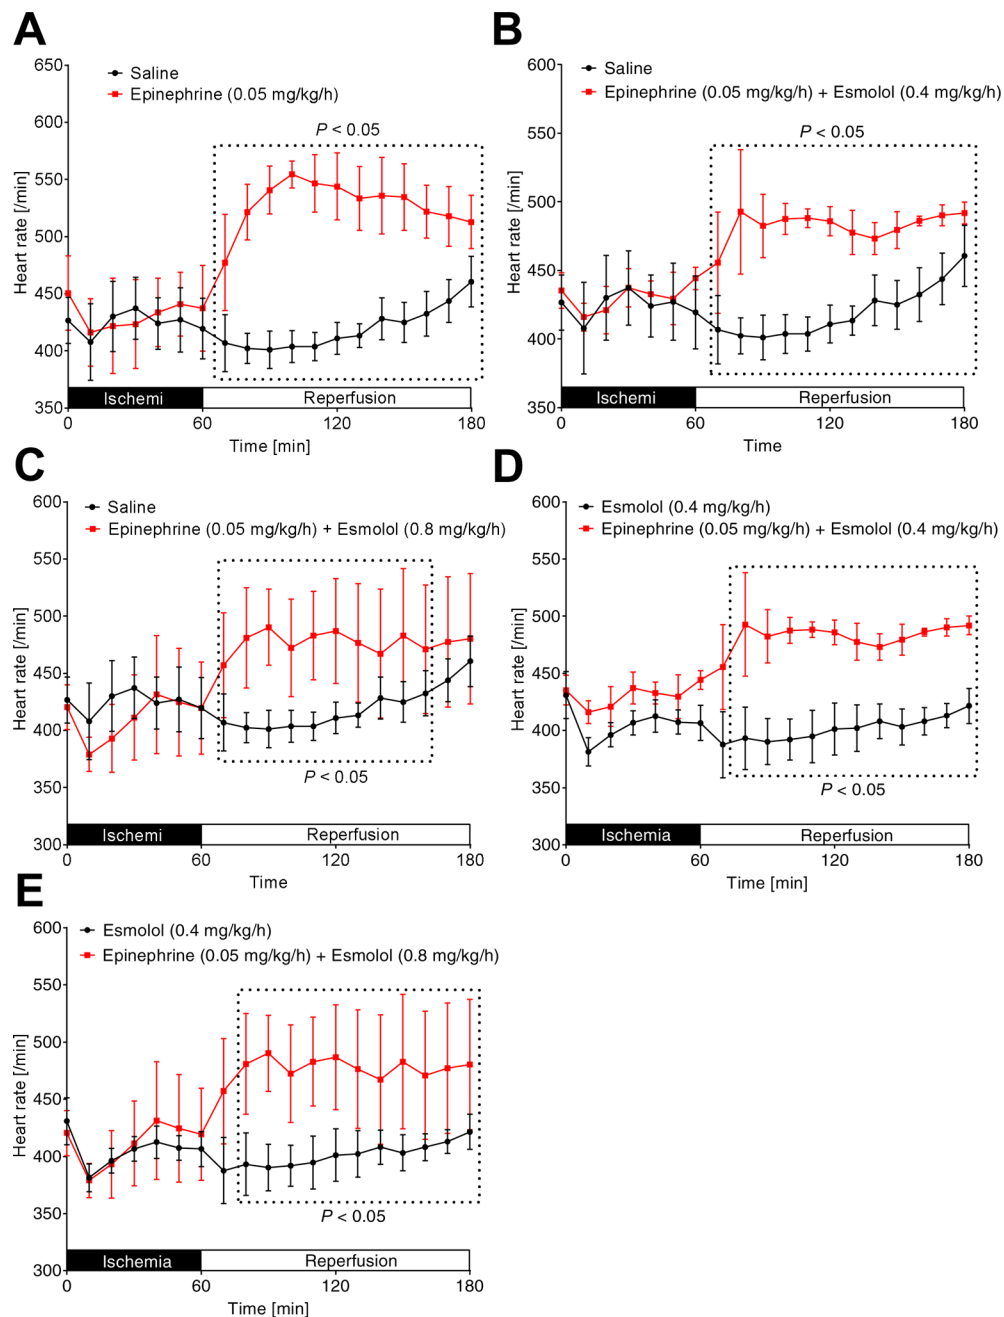 A
Saline
Epinephrine (0.05 mg/kg/h)
P < 0.05
Heart rate [/min]
650
600
550
500
450
400
350
Ischemi
Reperfusion
0
60
120
180
Time [min]
B
Saline
Epinephrine (0.05 mg/kg/h) + Esmolol (0.4 mg/kg/h)
P < 0.05
Heart rate [/min]
600
550
500
450
400
350
Ischemi
Reperfusion
0
60
120
180
Time
C
Saline
Epinephrine (0.05 mg/kg/h) + Esmolol (0.8 mg/kg/h)
Heart rate [/min]
600
550
500
450
400
350
300
P < 0.05
Ischemi
Reperfusion
0
60
120
180
Time
D
Esmolol (0.4 mg/kg/h)
Epinephrine (0.05 mg/kg/h) + Esmolol (0.4 mg/kg/h)
Heart rate [/min]
600
550
500
450
400
350
300
P < 0.05
Ischemia
Reperfusion
0
60
120
180
Time [min]
E
Esmolol (0.4 mg/kg/h)
Epinephrine (0.05 mg/kg/h) + Esmolol (0.8 mg/kg/h)
Heart rate [/min]
600
550
500
450
400
350
300
P < 0.05
Ischemia
Reperfusion
0
60
120
180
Time [min]